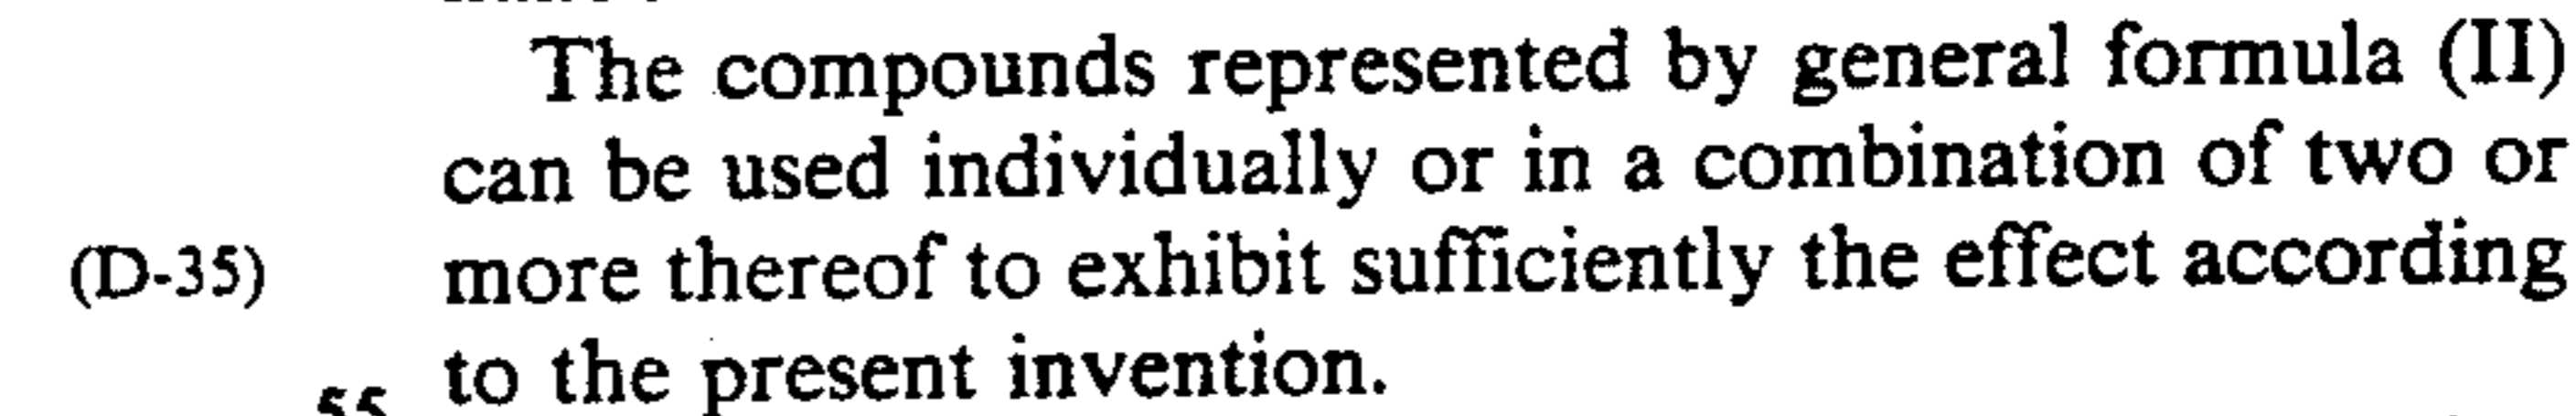 The compounds represented by general formula (II)
can be used individually or in a combination of two or
(D-35) more thereof to exhibit sufficiently the effect according
to the present invention.
55